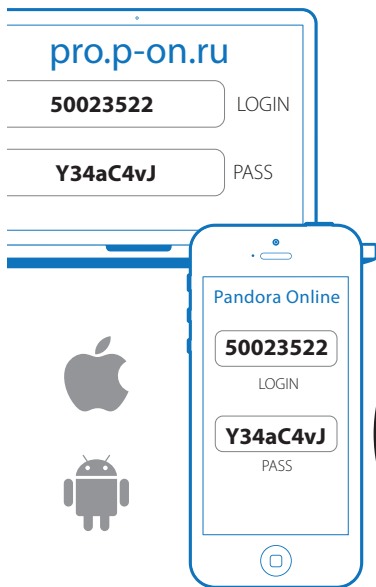 pro.p-on.ru
50023522 LOGIN
Y34aC4vJ PASS
Pandora Online
50023522
LOGIN
Y34aC4vJ
PASS